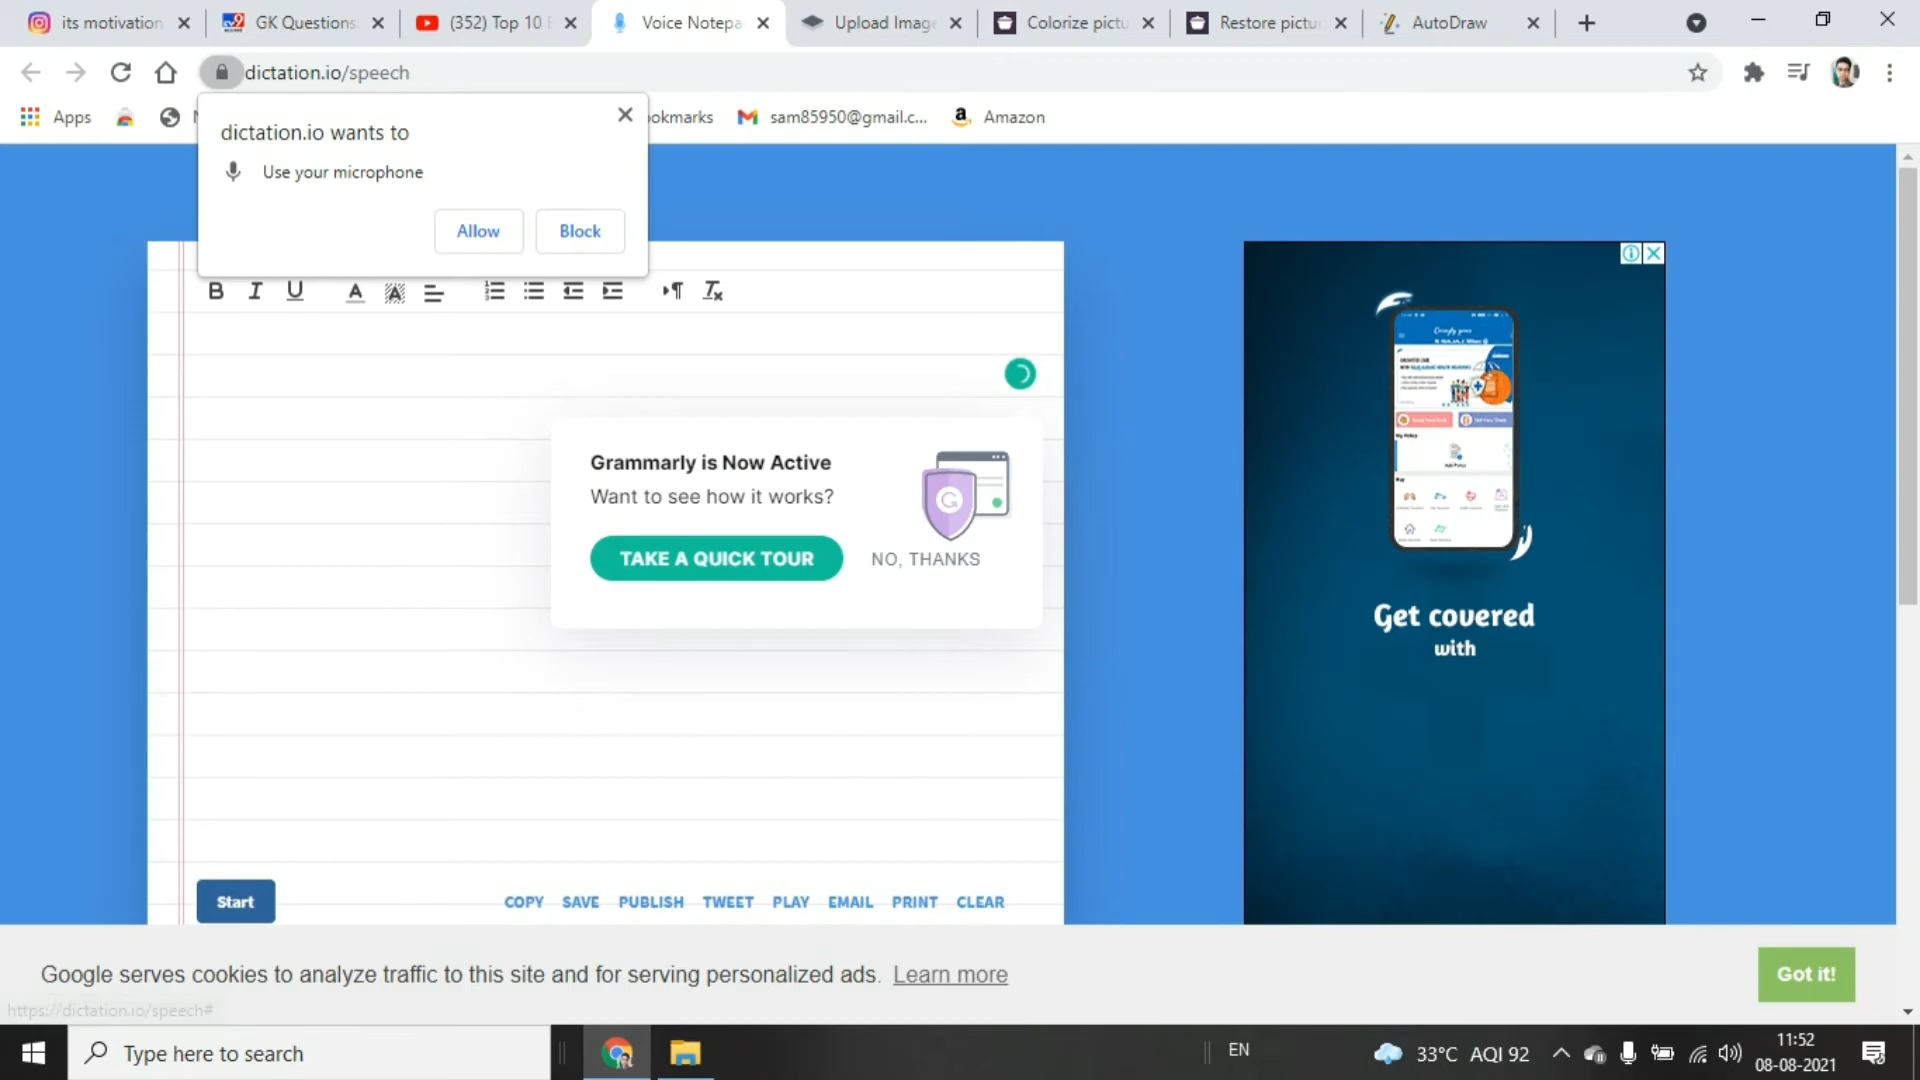 its motivation
GK Questions
(352) Top 10
Voice Notepa
Upload Image
Colorize pictu
Restore pictur
AutoDraw
dictation.io/speech
Apps
ookmarks
sam85950@gmail.c...
Amazon
dictation.io wants to
Use your microphone
Allow
Block
Grammarly is Now Active
Want to see how it works?
TAKE A QUICK TOUR
NO, THANKS
Get covered
with
Start
COPY
SAVE
PUBLISH
TWEET
PLAY
EMAIL
PRINT
CLEAR
Google serves cookies to analyze traffic to this site and for serving personalized ads. Learn more
Got it!
https://dictation.io/speech#
Type here to search
EN
33°C AQI 92
11:52
08-08-2021